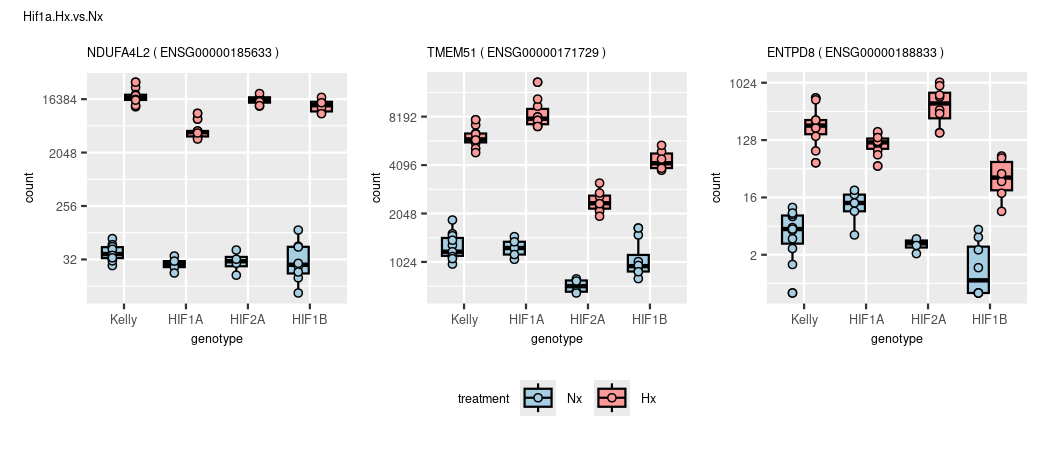 Hif1a.Hx.vs.Nx
NDUFA4L2 ( ENSG00000185633 )
count
16384
2048
256
32
Kelly HIF1A HIF2A HIF1B
genotype
TMEM51 ( ENSG00000171729 )
count
8192
4096
2048
1024
Kelly HIF1A HIF2A HIF1B
genotype
ENTPD8 ( ENSG00000188833 )
count
1024
128
16
2
Kelly HIF1A HIF2A HIF1B
genotype
treatment Nx Hx